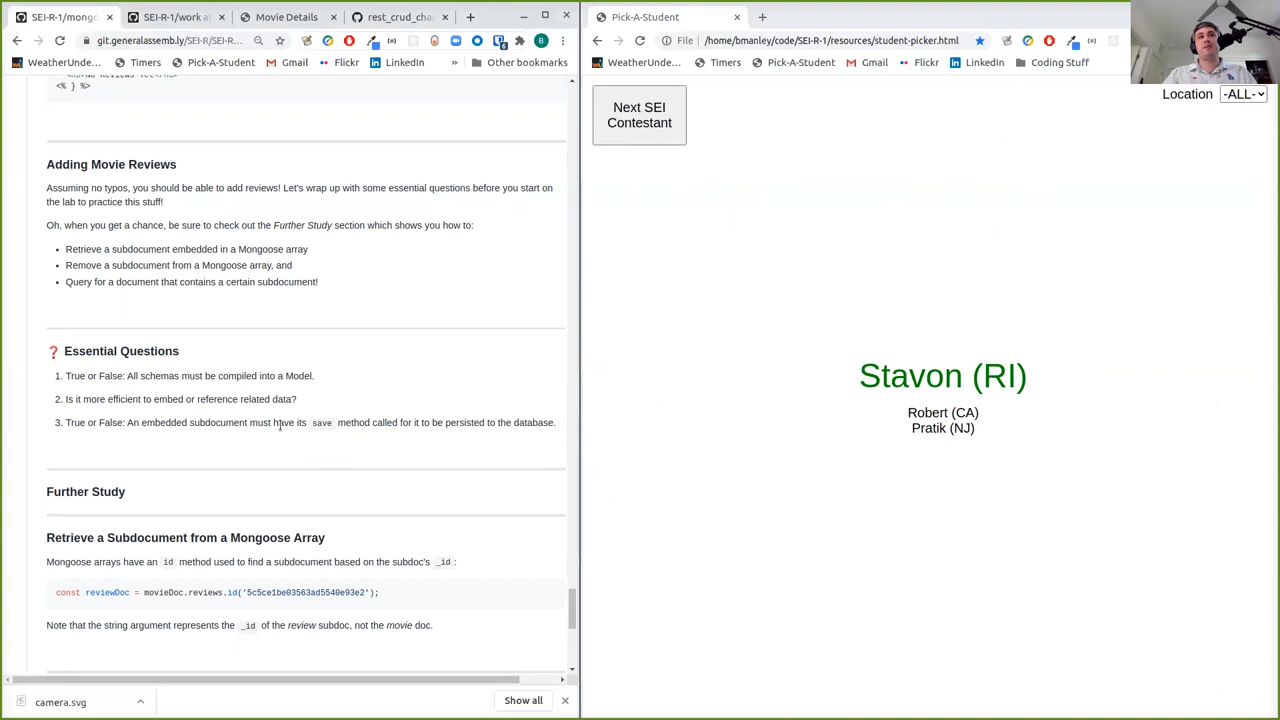 SEI-R-1/mongo
SEI-R-1/work a
Movie Details
rest_crud_cha
Pick-A-Student
git.generalassemb.ly/SEI-R/SEI-R...
File
/home/bmanley/code/SEI-R-1/resources/student-picker.html
WeatherUnde...
Timers
Pick-A-Student
Gmail
Flickr
LinkedIn
»
Other bookmarks
WeatherUnde...
Timers
Pick-A-Student
Gmail
Flickr
LinkedIn
Coding Stuff
<% } %>
Adding Movie Reviews
Assuming no typos, you should be able to add reviews! Let's wrap up with some essential questions before you start on
the lab to practice this stuff!
Oh, when you get a chance, be sure to check out the Further Study section which shows you how to:
• Retrieve a subdocument embedded in a Mongoose array
• Remove a subdocument from a Mongoose array, and
• Query for a document that contains a certain subdocument!
❓ Essential Questions
1. True or False: All schemas must be compiled into a Model.
2. Is it more efficient to embed or reference related data?
3. True or False: An embedded subdocument must have its save method called for it to be persisted to the database.
Further Study
Retrieve a Subdocument from a Mongoose Array
Mongoose arrays have an id method used to find a subdocument based on the subdoc's _id :
const reviewDoc = movieDoc.reviews.id('5c5ce1be03563ad5540e93e2');
Note that the string argument represents the _id of the review subdoc, not the movie doc.
camera.svg
Show all
Next SEI
Contestant
Location
-ALL-
Stavon (RI)
Robert (CA)
Pratik (NJ)